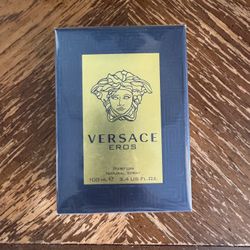 VERSACE
EROS
PARFUM
NATURAL SPRAY
100 ML ℮ 3.4 US FL.OZ.